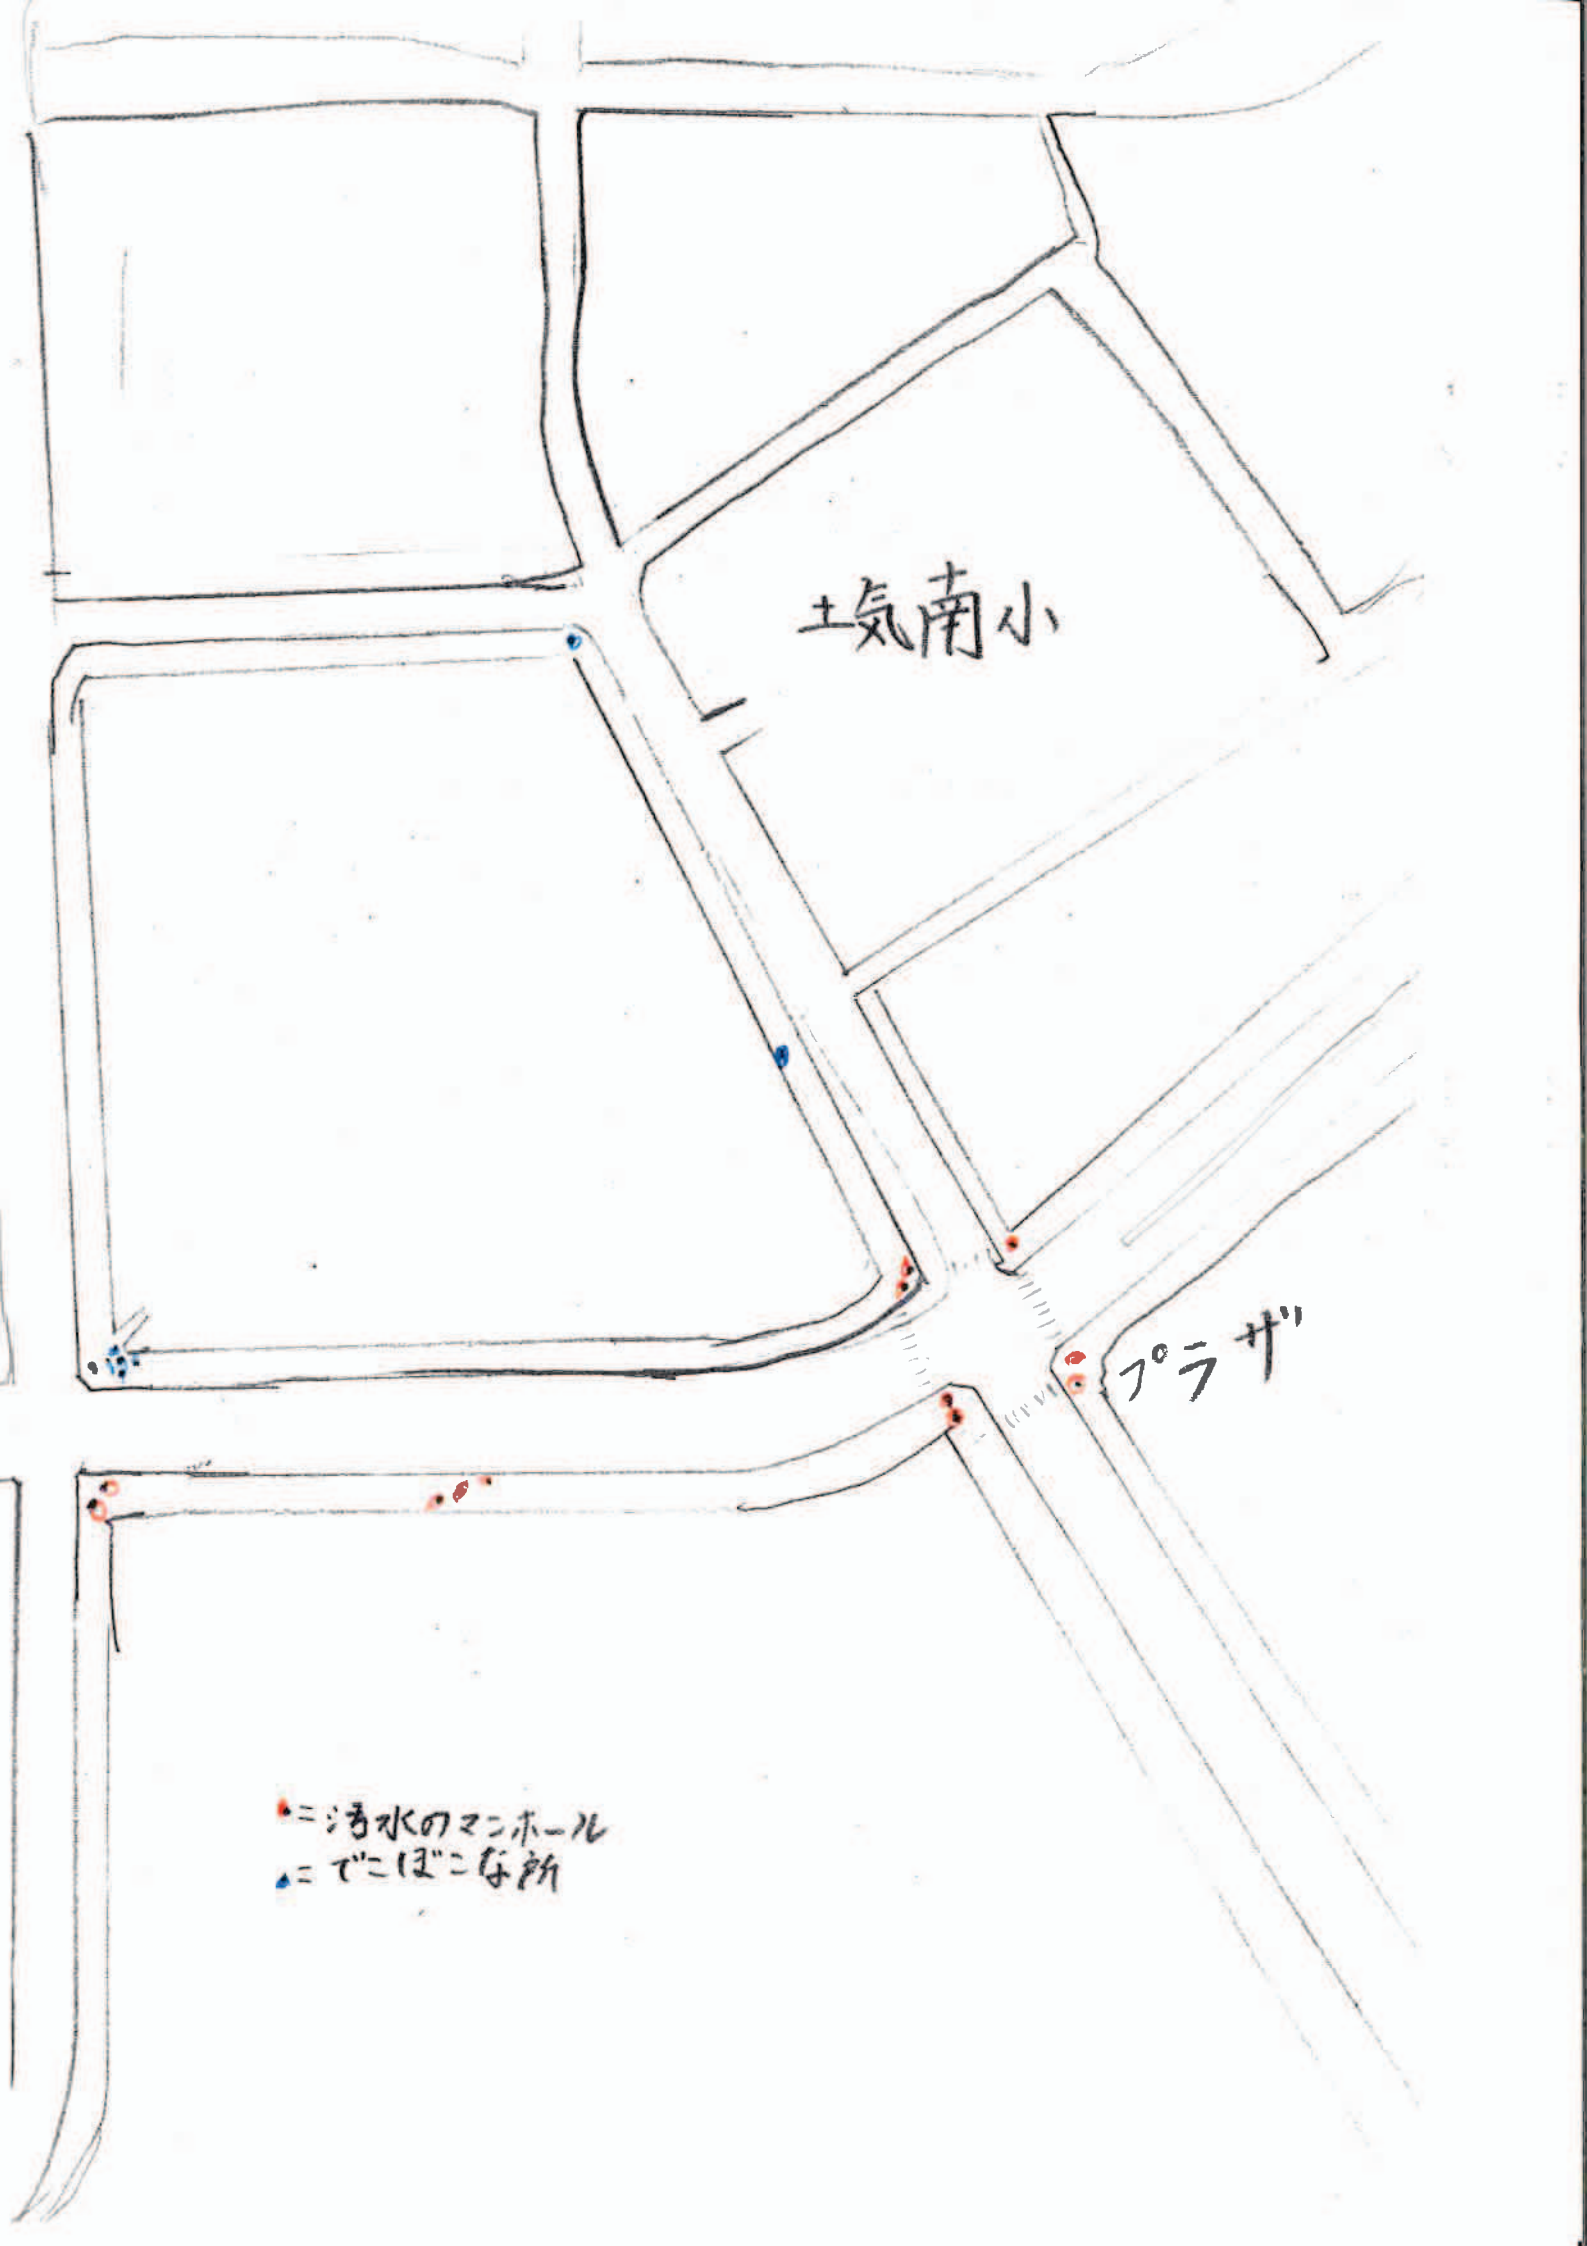 土気南小
プラザ
=汚水のマンホール
=でこぼこな所